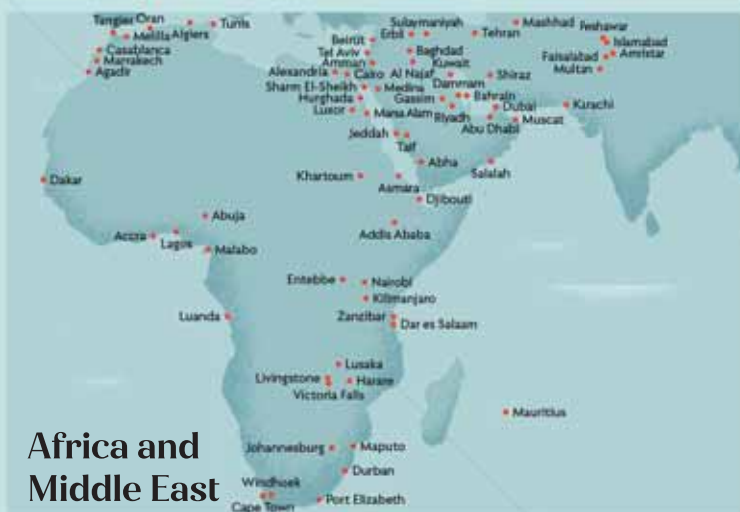 Tangier Oran
Tunis
Melilla Algiers
Casablanca
Marrakech
Agadir
Sulaymaniyah
Mashhad
Peshawar
Beirut
Erbil
Tehran
Islamabad
Tel Aviv
Baghdad
Faisalabad
Amritsar
Amman
Kuwait
Multan
Alexandria
Cairo
Al Najaf
Shiraz
Sharm El-Sheikh
Medina
Dammam
Hurghada
Gassim
Bahrain
Luxor
Marsa Alam
Riyadh
Dubai
Karachi
Abu Dhabi
Muscat
Jeddah
Taif
Abha
Salalah
Dakar
Khartoum
Asmara
Djibouti
Abuja
Accra
Lagos
Malabo
Addis Ababa
Entebbe
Nairobi
Kilimanjaro
Luanda
Zanzibar
Dar es Salaam
Lusaka
Livingstone
Harare
Victoria Falls
Mauritius
Johannesburg
Maputo
Durban
Windhoek
Cape Town
Port Elizabeth
Africa and
Middle East